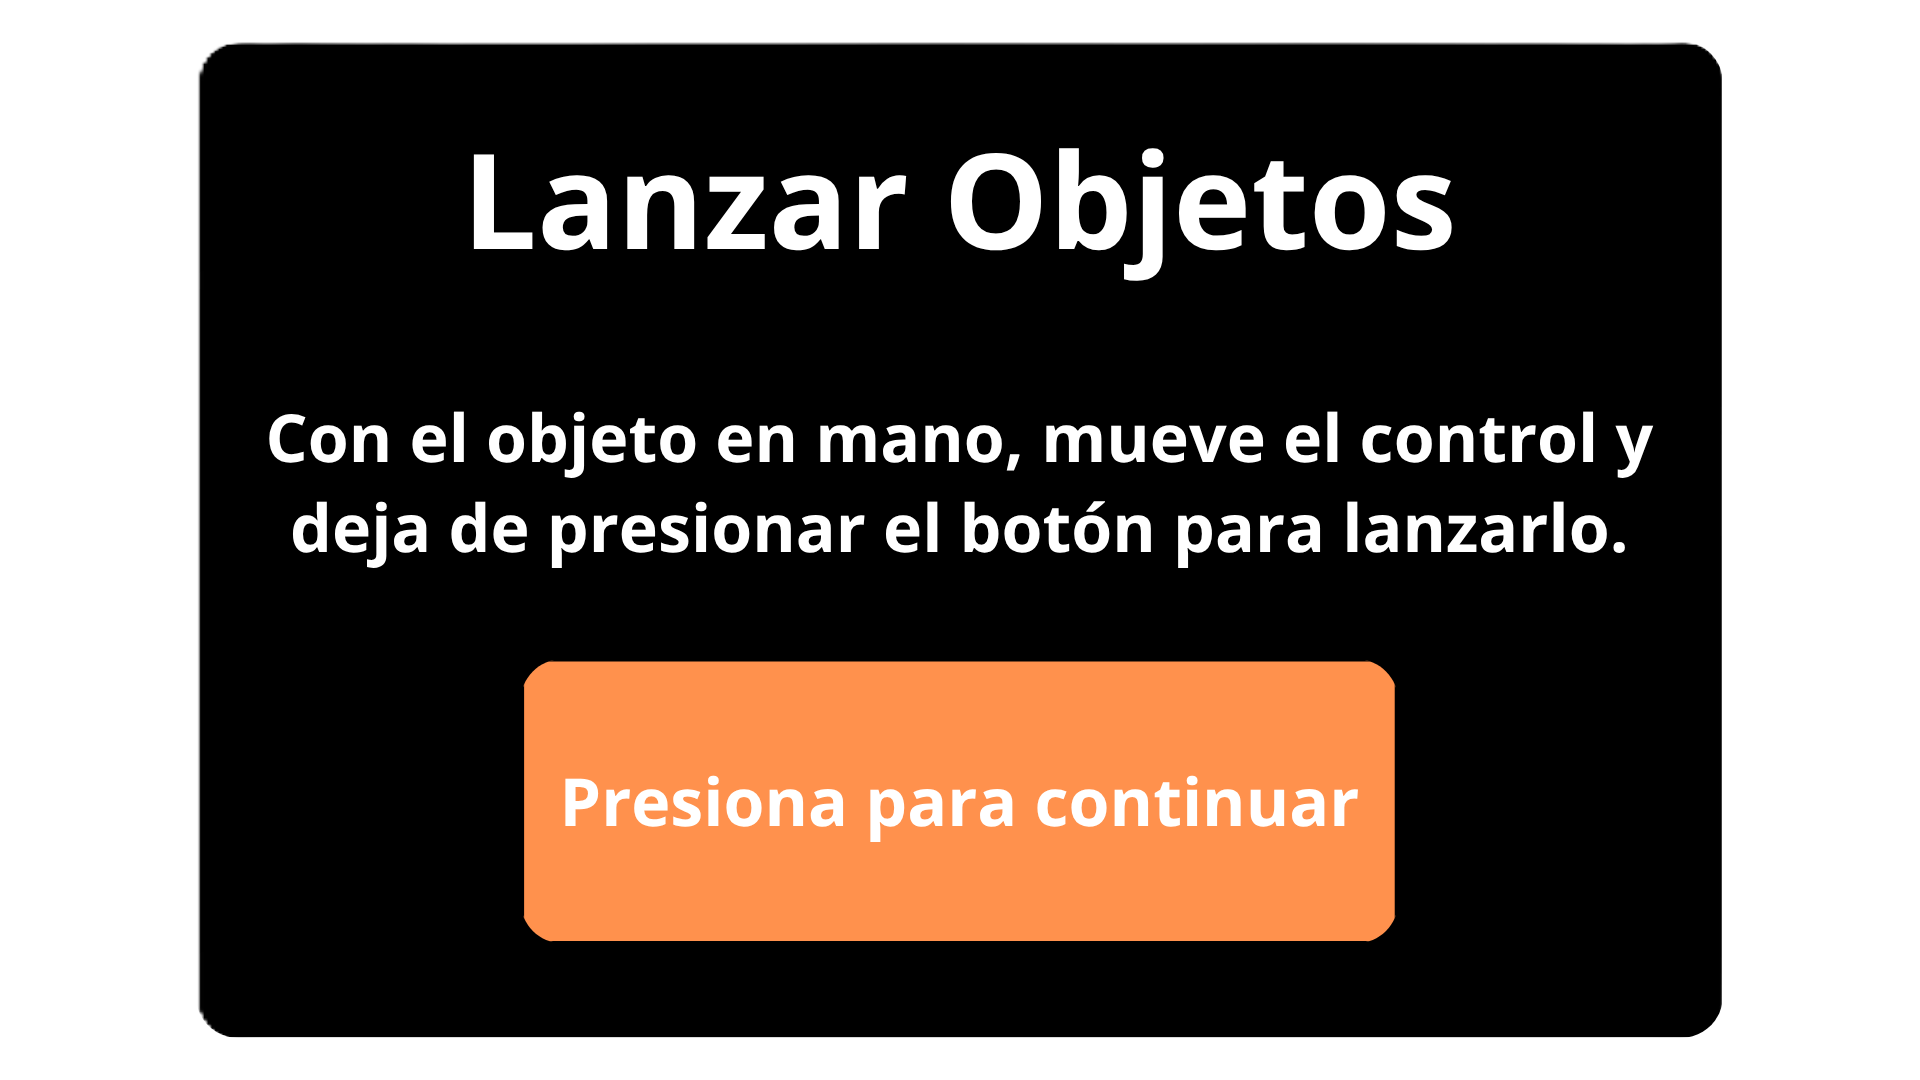 Lanzar Objetos
Con el objeto en mano, mueve el control y
deja de presionar el botón para lanzarlo.
Presiona para continuar